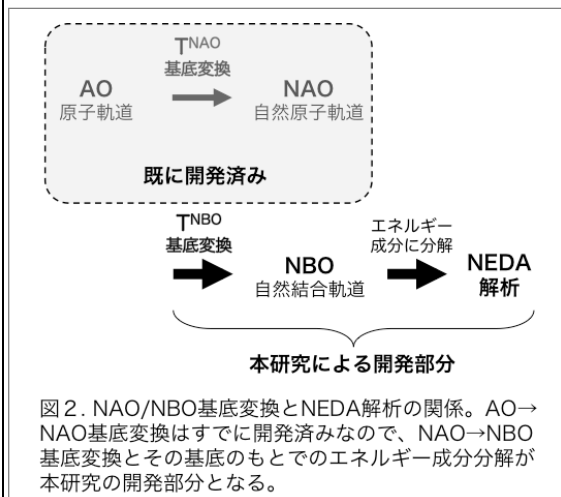 T^NAO
基底変換
AO
原子軌道
NAO
自然原子軌道
既に開発済み
T^NBO
基底変換
エネルギー
成分に分解
NBO
自然結合軌道
NEDA
解析
本研究による開発部分
図２. NAO/NBO基底変換とNEDA解析の関係。AO→
NAO基底変換はすでに開発済みなので、NAO→NBO
基底変換とその基底のもとでのエネルギー成分分解が
本研究の開発部分となる。